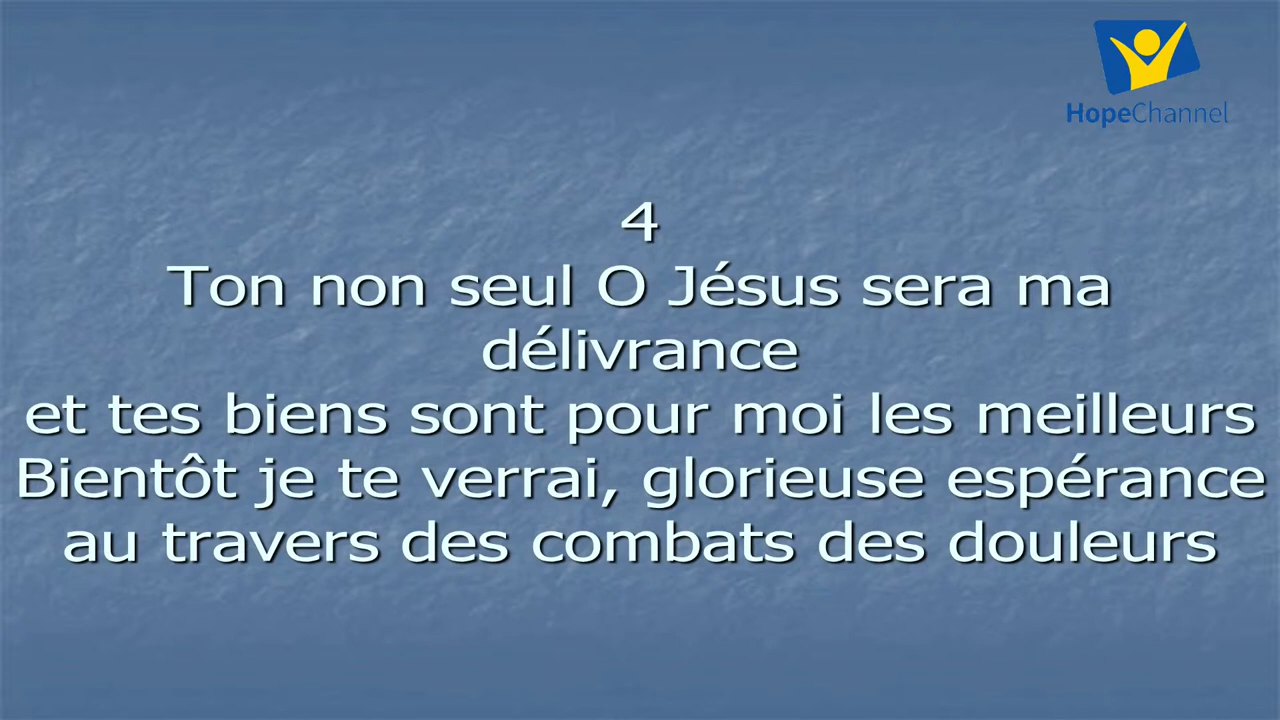 HopeChannel
4
Ton non seul O Jésus sera ma
délivrance
et tes biens sont pour moi les meilleurs
Bientôt je te verrai, glorieuse espérance
au travers des combats des douleurs